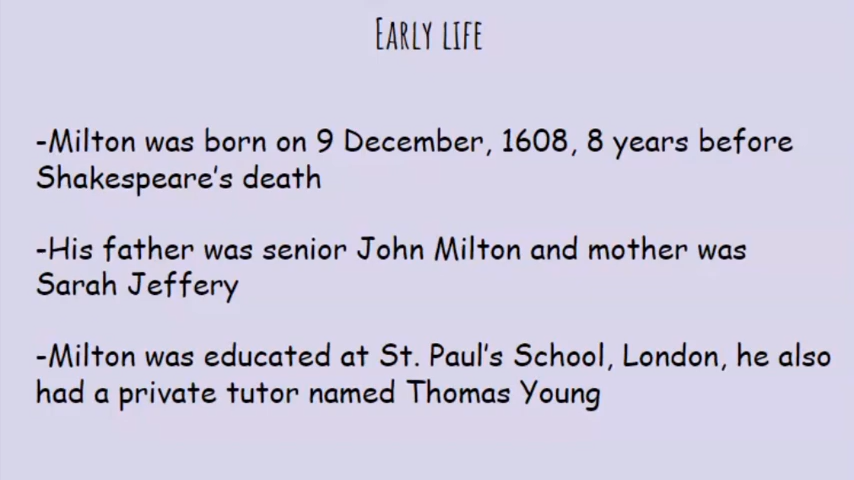 EARLY LIFE
-Milton was born on 9 December, 1608, 8 years before
Shakespeare's death
-His father was senior John Milton and mother was
Sarah Jeffery
-Milton was educated at St. Paul's School, London, he also
had a private tutor named Thomas Young